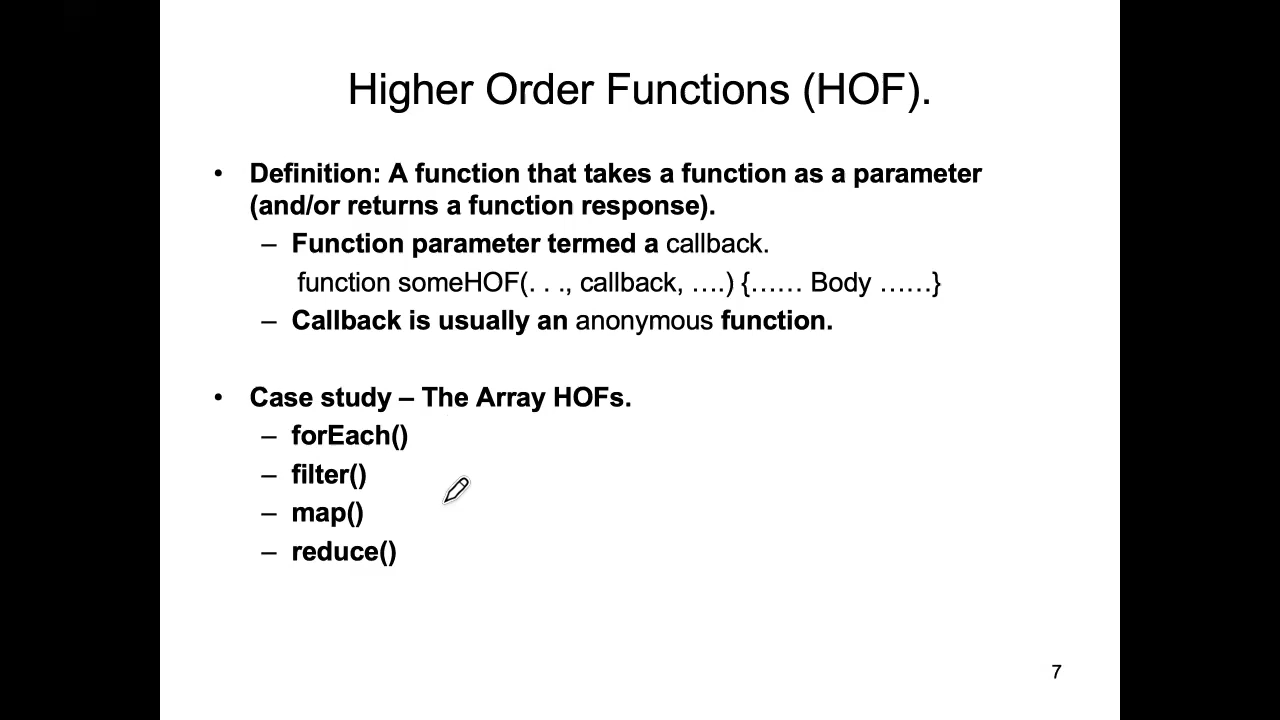 Higher Order Functions (HOF).
• Definition: A function that takes a function as a parameter
(and/or returns a function response).
– Function parameter termed a callback.
function someHOF(. . ., callback, ….) {…… Body ……}
– Callback is usually an anonymous function.
• Case study – The Array HOFs.
– forEach()
– filter()
– map()
– reduce()
7